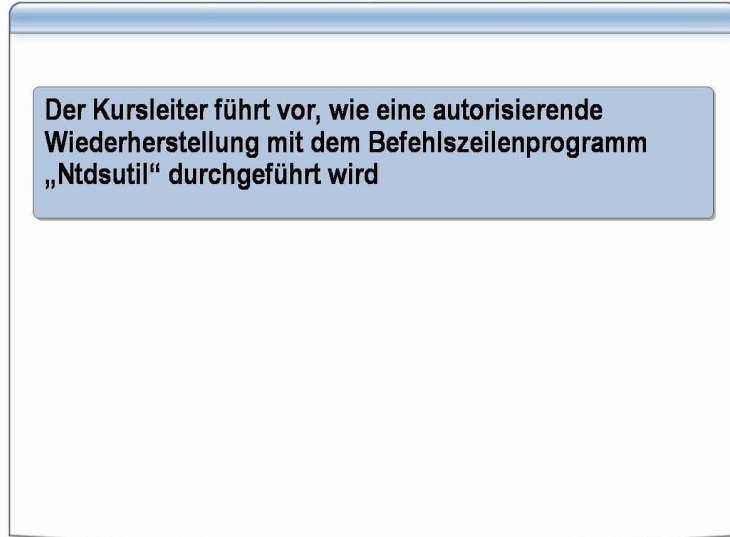 Der Kursleiter führt vor, wie eine autorisierende
Wiederherstellung mit dem Befehlszeilenprogramm
„Ntdsutil“ durchgeführt wird